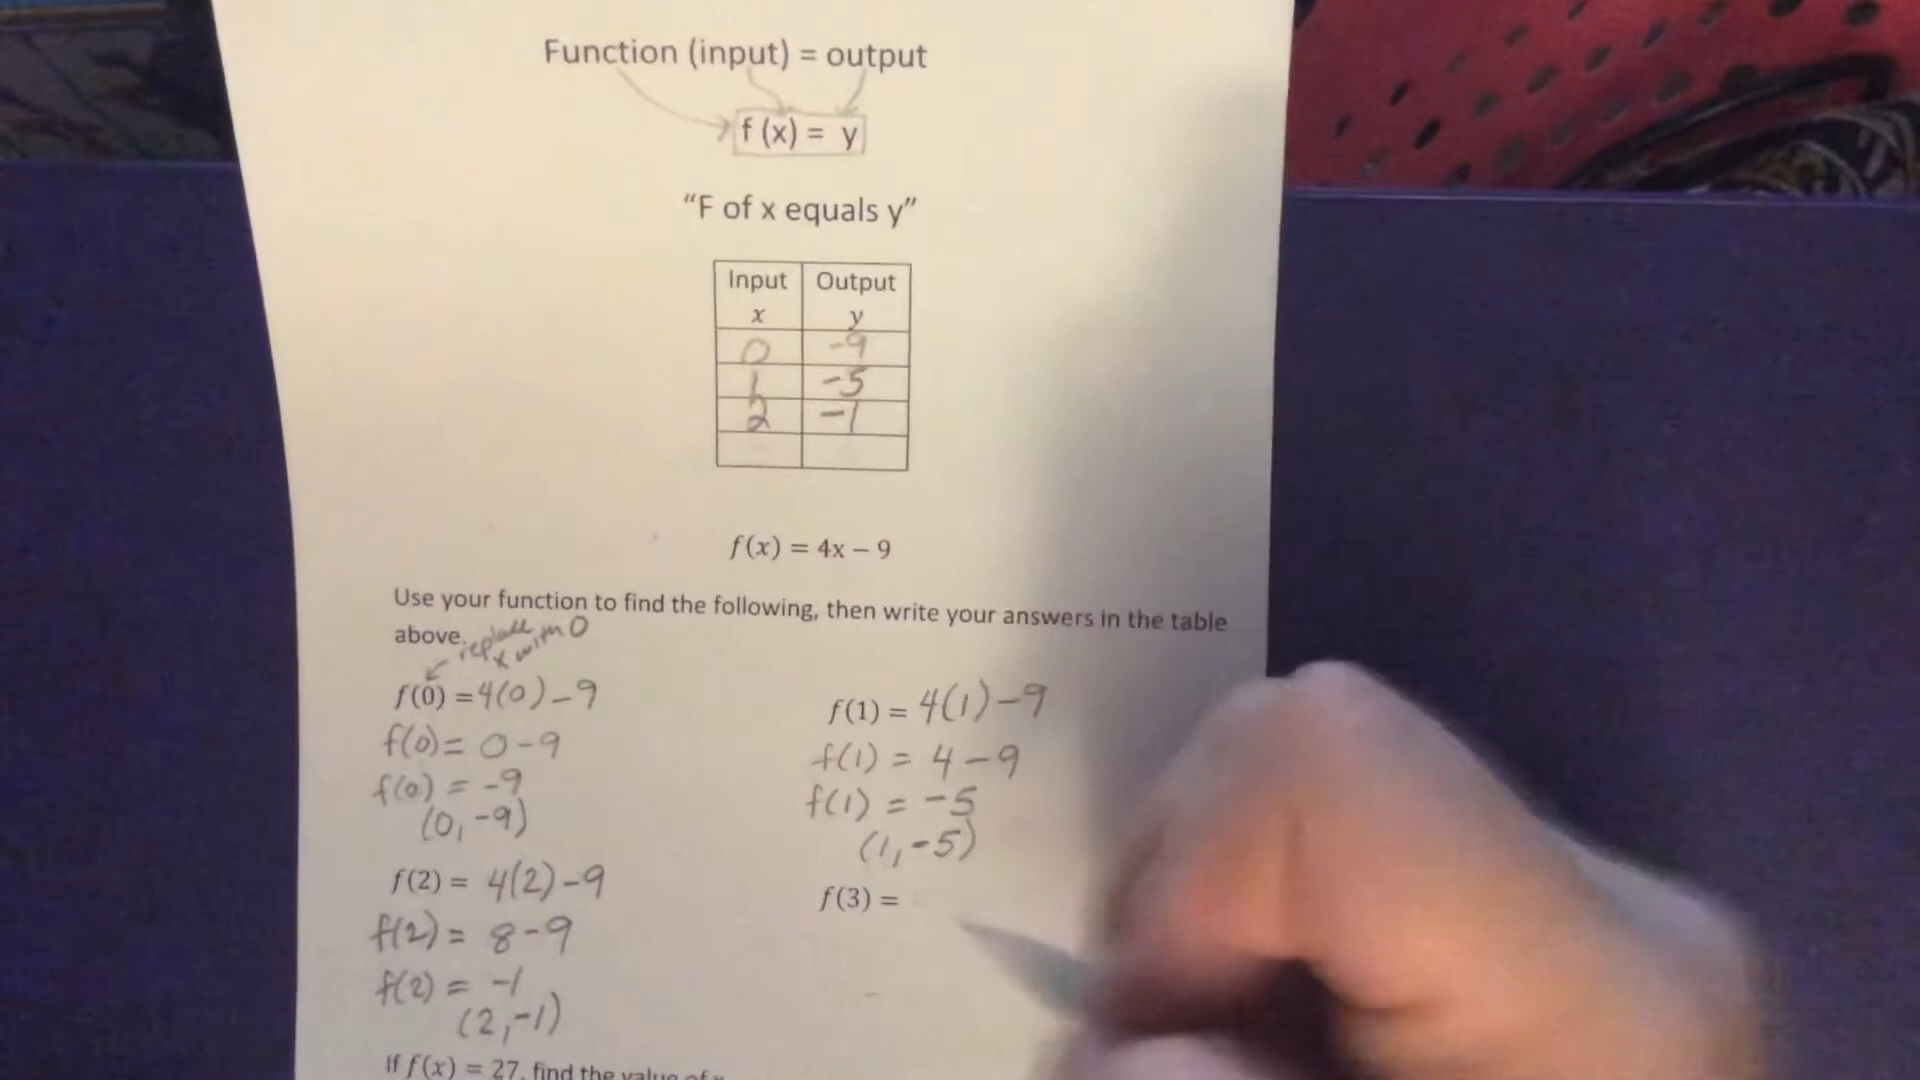 Function (input) = output
f (x) = y
“F of x equals y”
Input Output
x y
0 -9
1 -5
2 -1
f(x) = 4x – 9
Use your function to find the following, then write your answers in the table
above.
replace
x with 0
f(0) = 4(0) - 9
f(0) = 0 - 9
f(0) = -9
(0, -9)
f(1) = 4(1) - 9
f(1) = 4 - 9
f(1) = -5
(1, -5)
f(2) = 4(2) - 9
f(2) = 8 - 9
f(2) = -1
(2, -1)
f(3) =
If f(x) = 27, find the value of